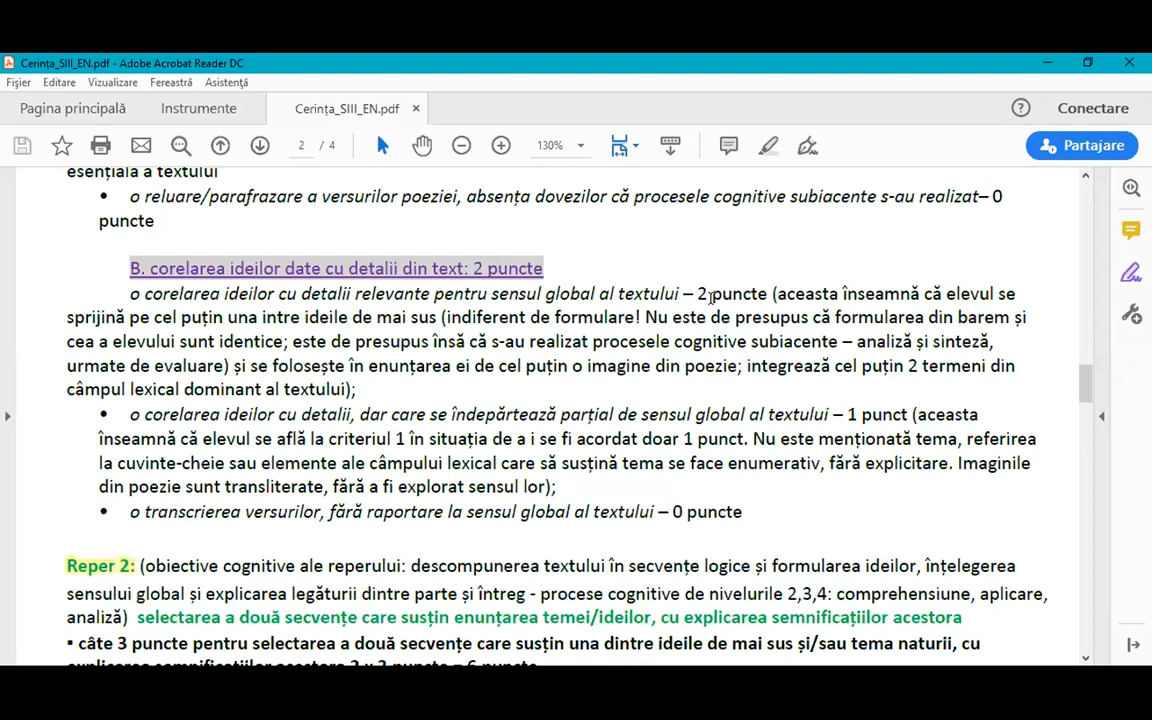 Cerința_SIII_EN.pdf - Adobe Acrobat Reader DC
Fișier Editare Vizualizare Fereastră Asistență
Pagina principală Instrumente Cerința_SIII_EN.pdf × Conectare
2 / 4 130% Partajare
esențială a textului
• o reluare/parafrazare a versurilor poeziei, absența dovezilor că procesele cognitive subiacente s-au realizat– 0
puncte
B. corelarea ideilor date cu detalii din text: 2 puncte
o corelarea ideilor cu detalii relevante pentru sensul global al textului – 2 puncte (aceasta înseamnă că elevul se
sprijină pe cel puțin una intre ideile de mai sus (indiferent de formulare! Nu este de presupus că formularea din barem și
cea a elevului sunt identice; este de presupus însă că s-au realizat procesele cognitive subiacente – analiză și sinteză,
urmate de evaluare) și se folosește în enunțarea ei de cel puțin o imagine din poezie; integrează cel puțin 2 termeni din
câmpul lexical dominant al textului);
• o corelarea ideilor cu detalii, dar care se îndepărtează parțial de sensul global al textului – 1 punct (aceasta
înseamnă că elevul se află la criteriul 1 în situația de a i se fi acordat doar 1 punct. Nu este menționată tema, referirea
la cuvinte-cheie sau elemente ale câmpului lexical care să susțină tema se face enumerativ, fără explicitare. Imaginile
din poezie sunt transliterate, fără a fi explorat sensul lor);
• o transcrierea versurilor, fără raportare la sensul global al textului – 0 puncte
Reper 2: (obiective cognitive ale reperului: descompunerea textului în secvențe logice și formularea ideilor, înțelegerea
sensului global și explicarea legăturii dintre parte și întreg - procese cognitive de nivelurile 2,3,4: comprehensiune, aplicare,
analiză) selectarea a două secvențe care susțin enunțarea temei/ideilor, cu explicarea semnificațiilor acestora
▪ câte 3 puncte pentru selectarea a două secvențe care susțin una dintre ideile de mai sus și/sau tema naturii, cu
explicarea semnificațiilor acestora 2 x 3 puncte = 6 puncte